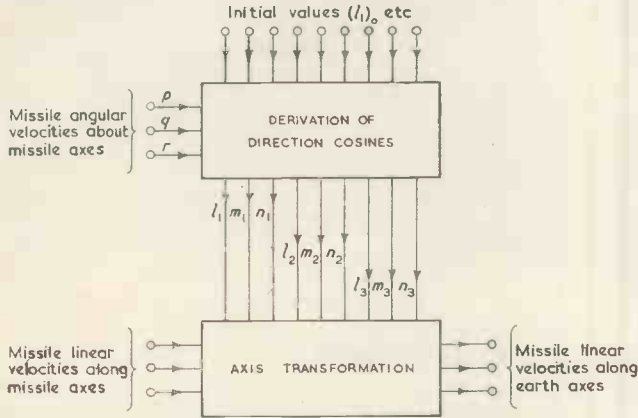 Initial values (l₁)ₒ etc
Missile angular
velocities about
missile axes
p
q
r
DERIVATION OF
DIRECTION COSINES
l₁ m₁ n₁
l₂ m₂ n₂
l₃ m₃ n₃
Missile linear
velocities along
missile axes
AXIS TRANSFORMATION
Missile linear
velocities along
earth axes